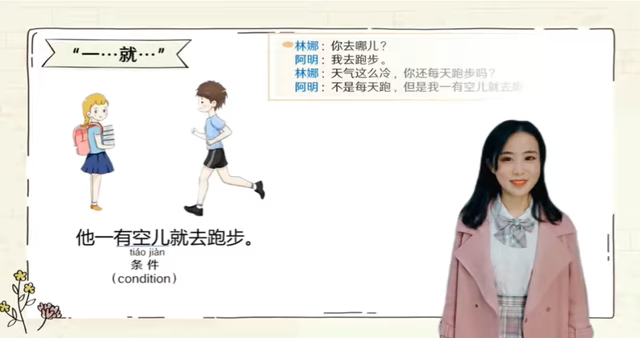 “一…就…”
林娜：你去哪儿？
阿明：我去跑步。
林娜：天气这么冷，你还每天跑步吗？
阿明：不是每天跑，但是我一有空儿就去跑
他一有空儿就去跑步。
tiáo jiàn
条 件
（condition）